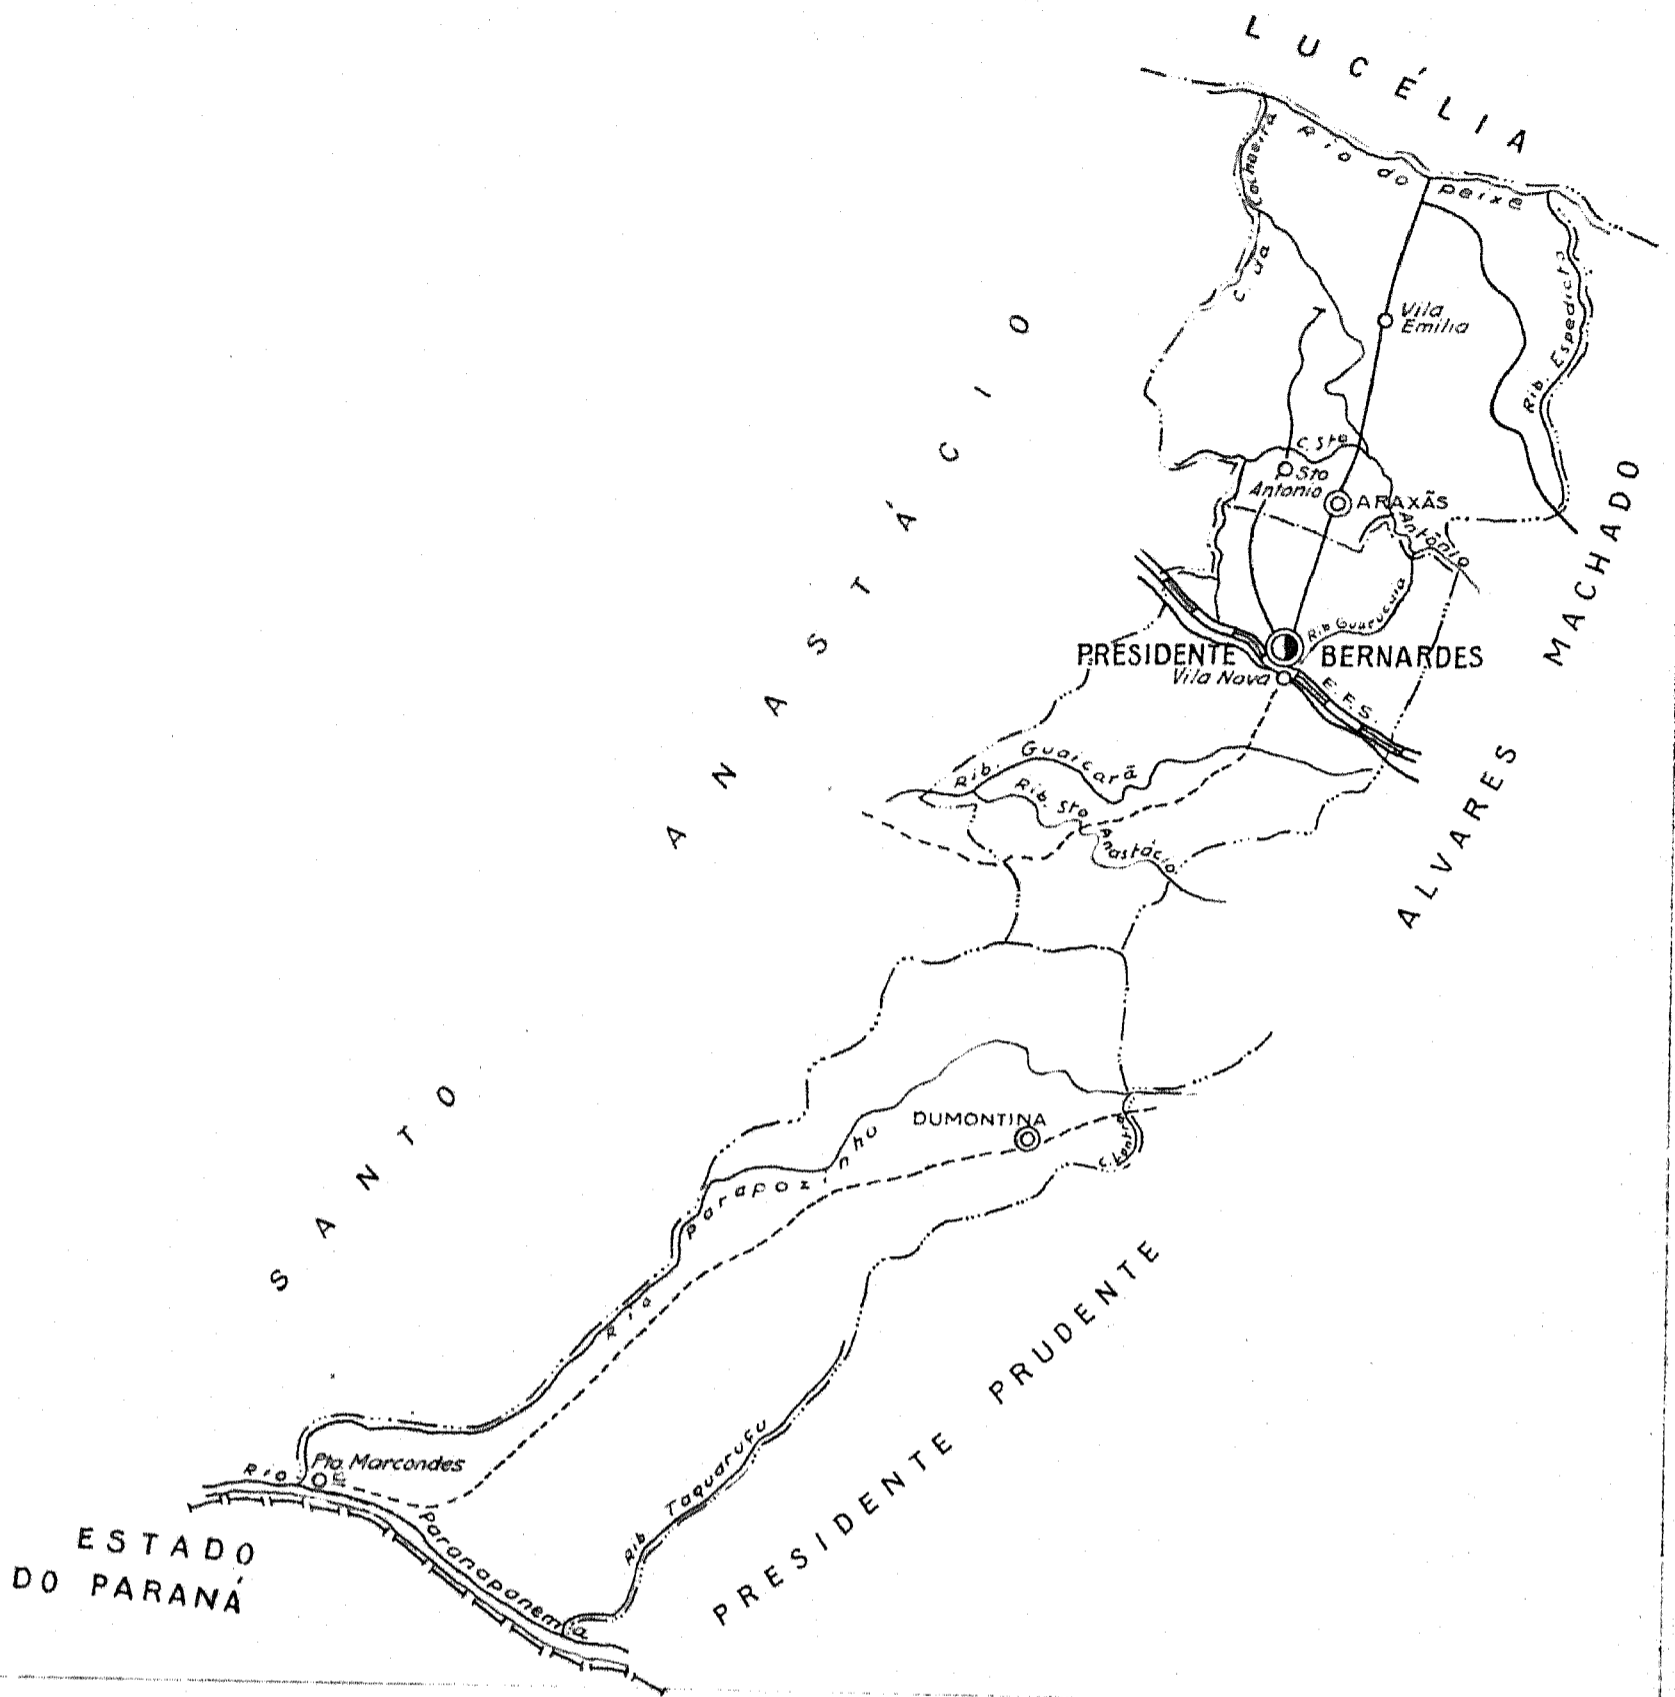 LUCÉLIA
Rio do peixe
C. da Cachoeira
Vila
Emilia
Rib. Espedicto
C. Sto
Antônio
Sto
Antonio
ARAXÃS
MACHADO
ALVARES
Rib Guarucaia
PRESIDENTE BERNARDES
Vila Nova
E. F. S.
Rib. Guaicarã
Rib. Sto Anastácio
SANTO ANASTÁCIO
DUMONTINA
Rio Parapozinho
Pto. Marcondes
Rio Paranapanema
Rib Taquaruçu
PRESIDENTE PRUDENTE
ESTADO
DO PARANÁ